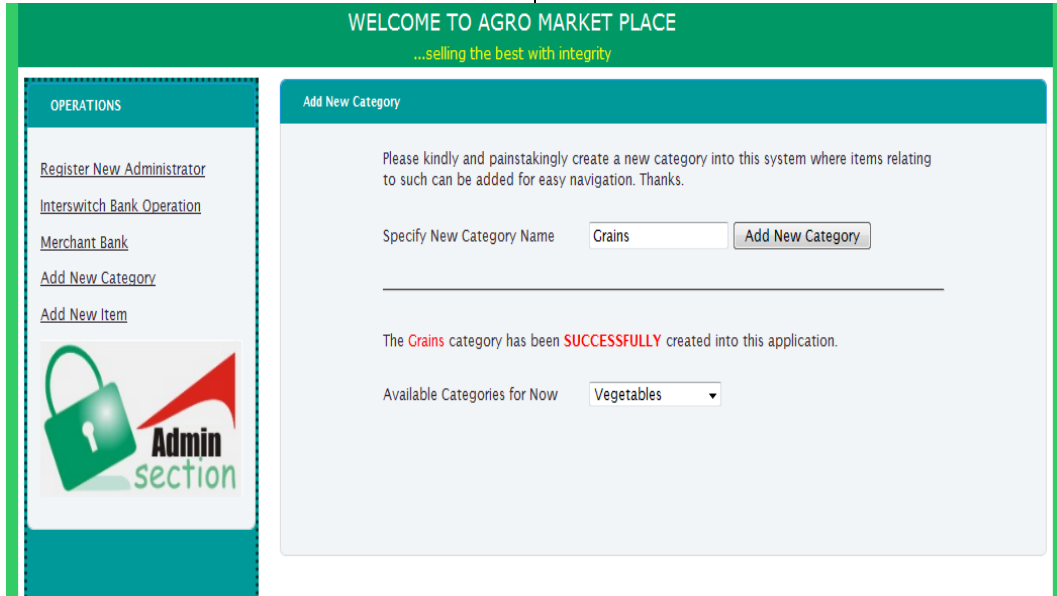 WELCOME TO AGRO MARKET PLACE
...selling the best with integrity
OPERATIONS
Register New Administrator
Interswitch Bank Operation
Merchant Bank
Add New Category
Add New Item
Admin
section
Add New Category
Please kindly and painstakingly create a new category into this system where items relating
to such can be added for easy navigation. Thanks.
Specify New Category Name Grains Add New Category
The Grains category has been SUCCESSFULLY created into this application.
Available Categories for Now Vegetables